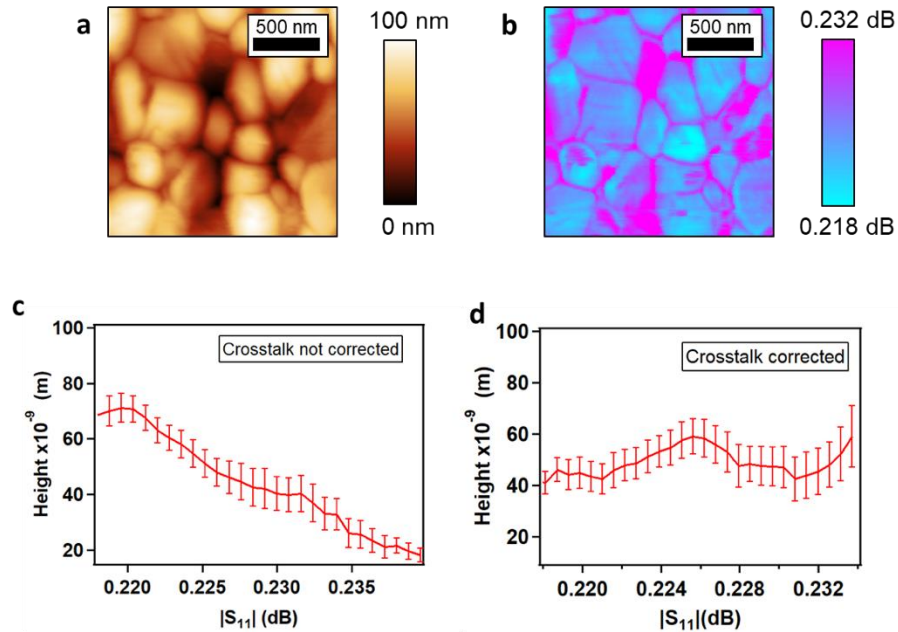 a
500 nm
100 nm
0 nm
b
500 nm
0.232 dB
0.218 dB
c
Crosstalk not corrected
Height x10⁻⁹ (m)
100
80
60
40
20
0.220
0.225
0.230
0.235
|S₁₁| (dB)
d
Crosstalk corrected
Height x10⁻⁹ (m)
100
80
60
40
20
0.220
0.224
0.228
0.232
|S₁₁|(dB)